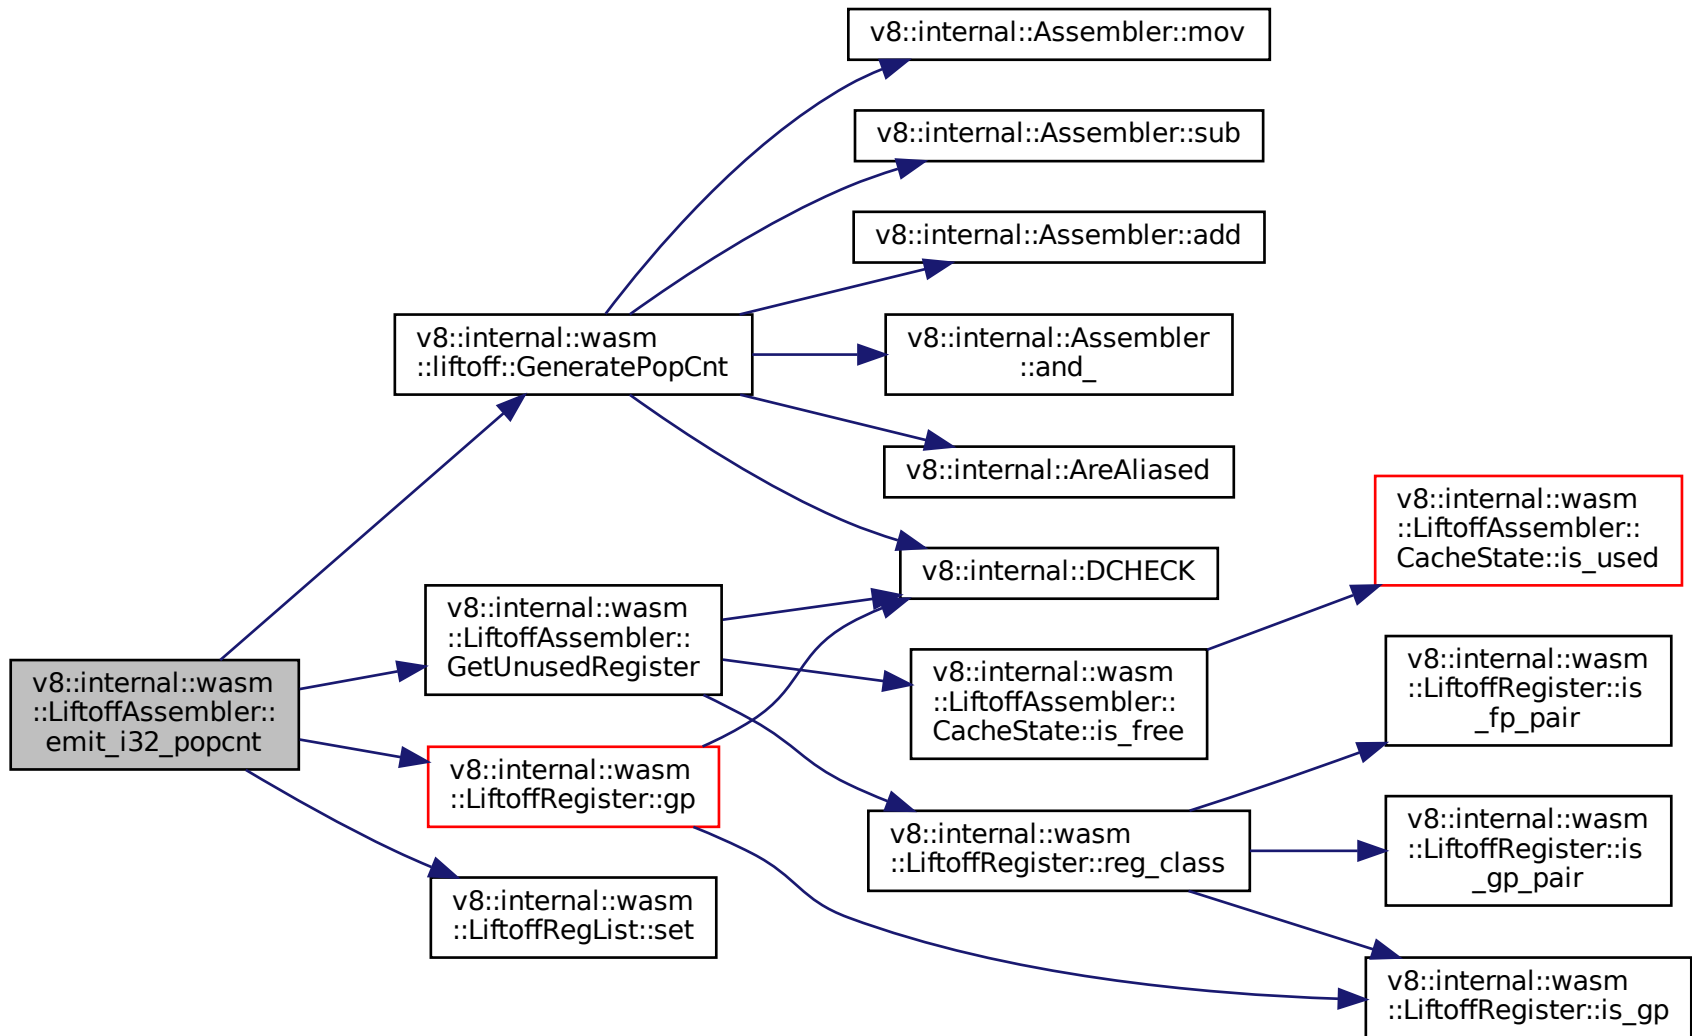 v8::internal::Assembler::mov
v8::internal::Assembler::sub
v8::internal::Assembler::add
v8::internal::wasm
::liftoff::GeneratePopCnt
v8::internal::Assembler
::and_
v8::internal::AreAliased
v8::internal::DCHECK
v8::internal::wasm
::LiftoffAssembler::
CacheState::is_used
v8::internal::wasm
::LiftoffAssembler::
GetUnusedRegister
v8::internal::wasm
::LiftoffAssembler::
CacheState::is_free
v8::internal::wasm
::LiftoffRegister::is
_fp_pair
v8::internal::wasm
::LiftoffAssembler::
emit_i32_popcnt
v8::internal::wasm
::LiftoffRegister::gp
v8::internal::wasm
::LiftoffRegister::reg_class
v8::internal::wasm
::LiftoffRegister::is
_gp_pair
v8::internal::wasm
::LiftoffRegList::set
v8::internal::wasm
::LiftoffRegister::is_gp